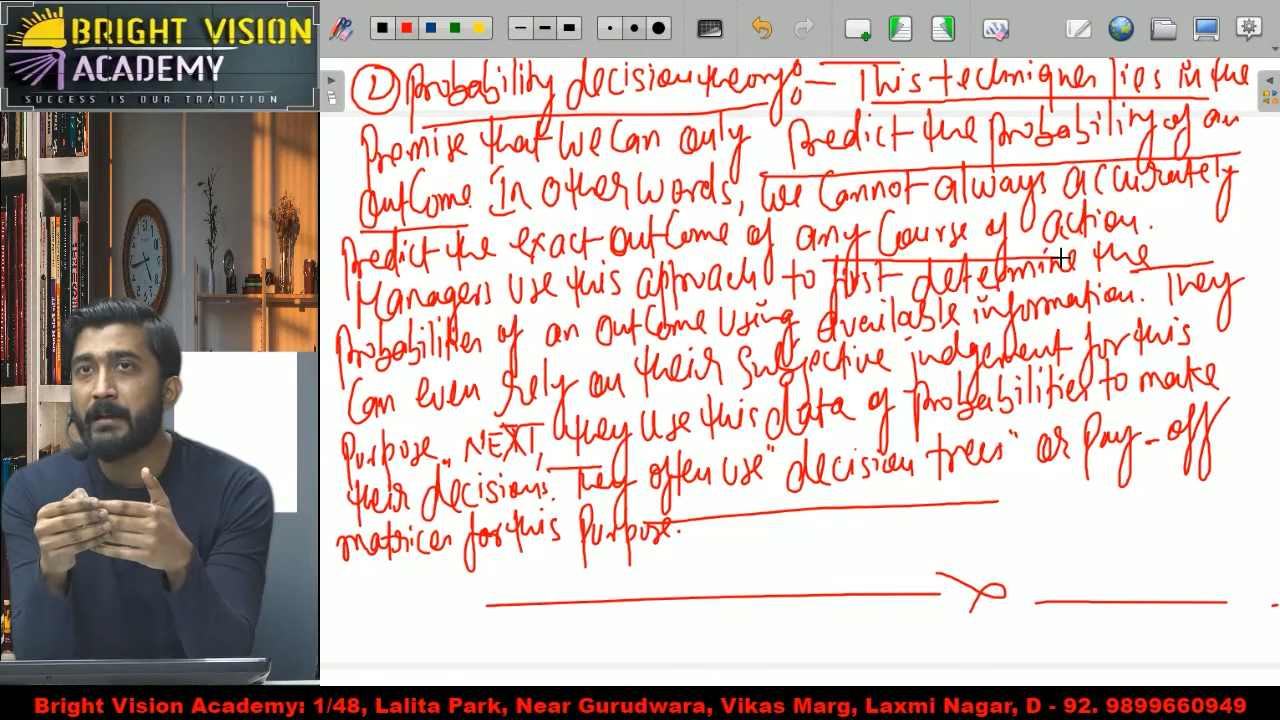 BRIGHT VISION
ACADEMY
SUCCESS IS OUR TRADITION
① Probability decision theory:- This techniques lies in the
Premise that we can only Predict the probability of an
outcome In other words, we cannot always accurately
Predict the exact outcome of any Course of action.
Managers use this approach to first determine the
Probabilities of an outcome using available information. They
Can even rely on their subjective judgement for this
Purpose. NEXT, they use this data of probabilities to make
their decisions. They often use "decision trees" or Pay-off
matrices for this Purpose.
Bright Vision Academy: 1/48, Lalita Park, Near Gurudwara, Vikas Marg, Laxmi Nagar, D - 92. 9899660949